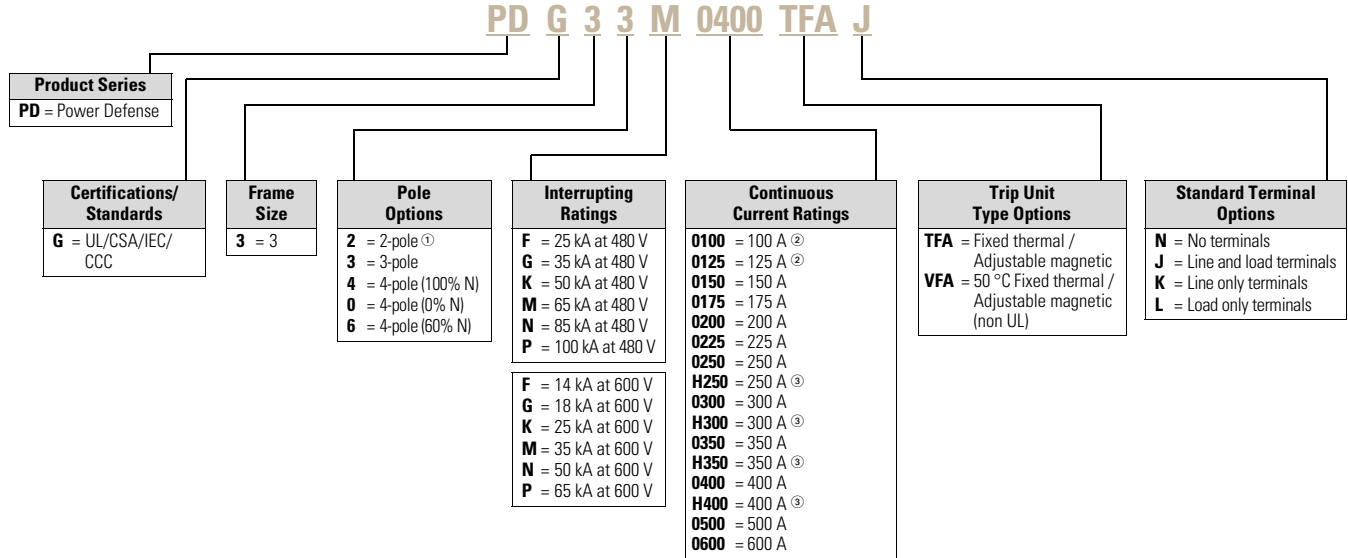 PD G 3 3 M 0400 TFA J
Product Series
PD = Power Defense
Certifications/
Standards
G = UL/CSA/IEC/
CCC
Frame
Size
3 = 3
Pole
Options
2 = 2-pole ①
3 = 3-pole
4 = 4-pole (100% N)
0 = 4-pole (0% N)
6 = 4-pole (60% N)
Interrupting
Ratings
F = 25 kA at 480 V
G = 35 kA at 480 V
K = 50 kA at 480 V
M = 65 kA at 480 V
N = 85 kA at 480 V
P = 100 kA at 480 V
F = 14 kA at 600 V
G = 18 kA at 600 V
K = 25 kA at 600 V
M = 35 kA at 600 V
N = 50 kA at 600 V
P = 65 kA at 600 V
Continuous
Current Ratings
0100 = 100 A ②
0125 = 125 A ②
0150 = 150 A
0175 = 175 A
0200 = 200 A
0225 = 225 A
0250 = 250 A
H250 = 250 A ③
0300 = 300 A
H300 = 300 A ③
0350 = 350 A
H350 = 350 A ③
0400 = 400 A
H400 = 400 A ③
0500 = 500 A
0600 = 600 A
Trip Unit
Type Options
TFA = Fixed thermal /
Adjustable magnetic
VFA = 50 °C Fixed thermal /
Adjustable magnetic
(non UL)
Standard Terminal
Options
N = No terminals
J = Line and load terminals
K = Line only terminals
L = Load only terminals